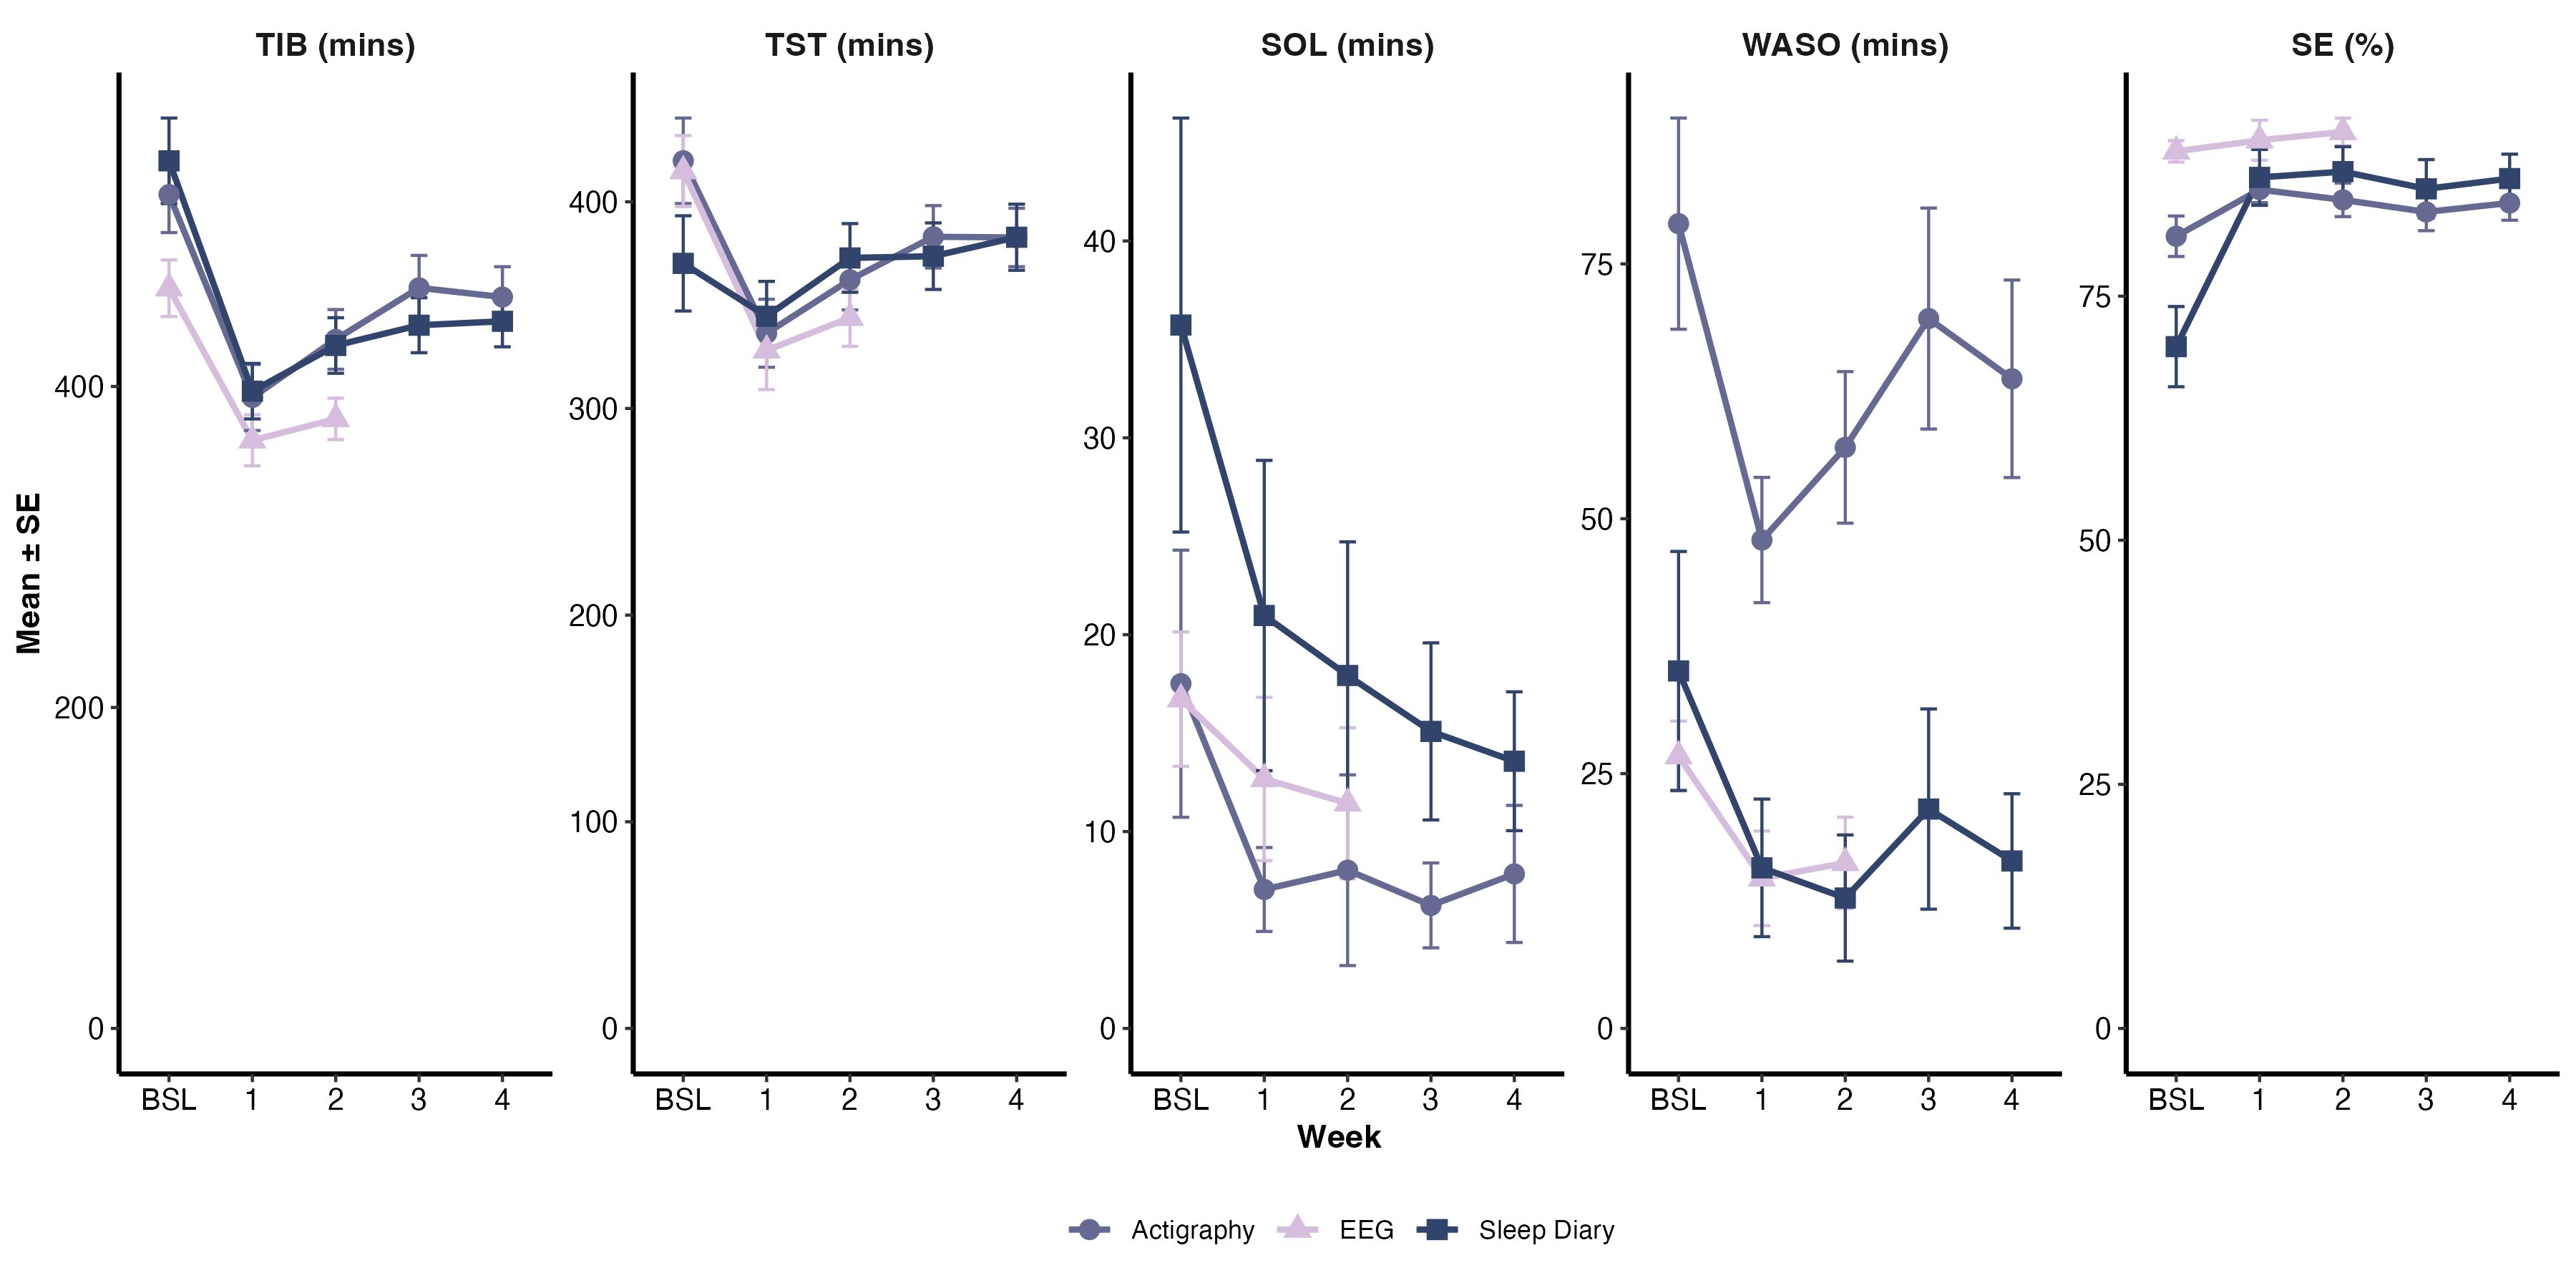 TIB (mins)
TST (mins)
SOL (mins)
WASO (mins)
SE (%)
Mean ± SE
400
200
0
BSL 1 2 3 4
400
300
200
100
0
BSL 1 2 3 4
40
30
20
10
0
BSL 1 2 3 4
75
50
25
0
BSL 1 2 3 4
75
50
25
0
BSL 1 2 3 4
Week
Actigraphy EEG Sleep Diary